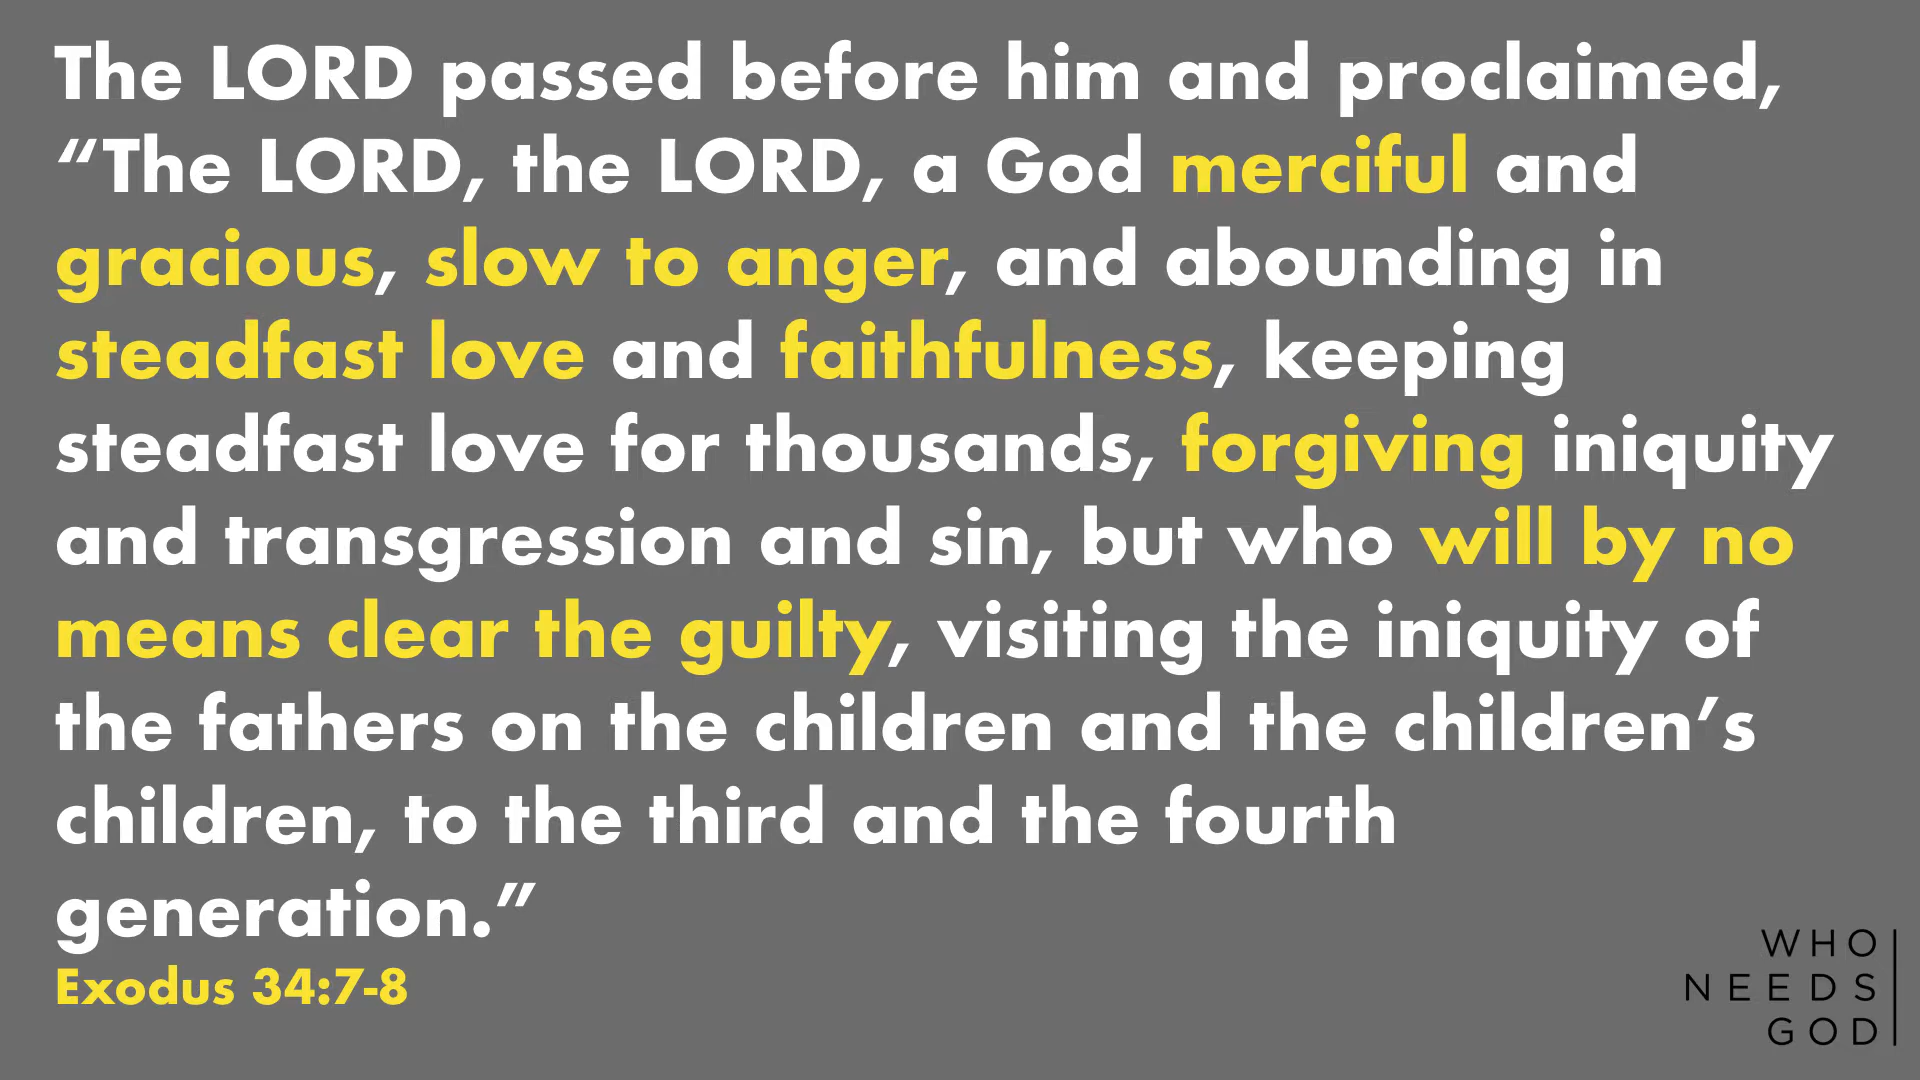 The LORD passed before him and proclaimed,
“The LORD, the LORD, a God merciful and
gracious, slow to anger, and abounding in
steadfast love and faithfulness, keeping
steadfast love for thousands, forgiving iniquity
and transgression and sin, but who will by no
means clear the guilty, visiting the iniquity of
the fathers on the children and the children’s
children, to the third and the fourth
generation.”
Exodus 34:7-8
WHO
NEEDS
GOD